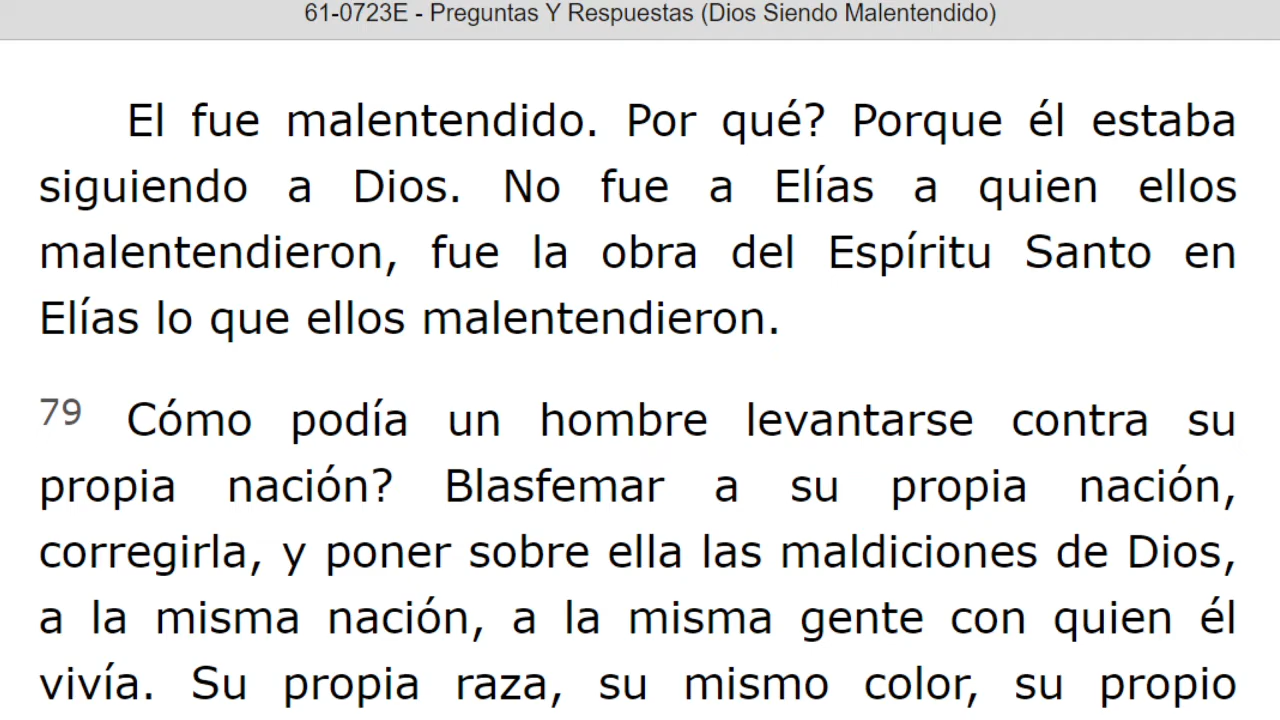 61-0723E - Preguntas Y Respuestas (Dios Siendo Malentendido)
El fue malentendido. Por qué? Porque él estaba
siguiendo a Dios. No fue a Elías a quien ellos
malentendieron, fue la obra del Espíritu Santo en
Elías lo que ellos malentendieron.
79 Cómo podía un hombre levantarse contra su
propia nación? Blasfemar a su propia nación,
corregirla, y poner sobre ella las maldiciones de Dios,
a la misma nación, a la misma gente con quien él
vivía. Su propia raza, su mismo color, su propio